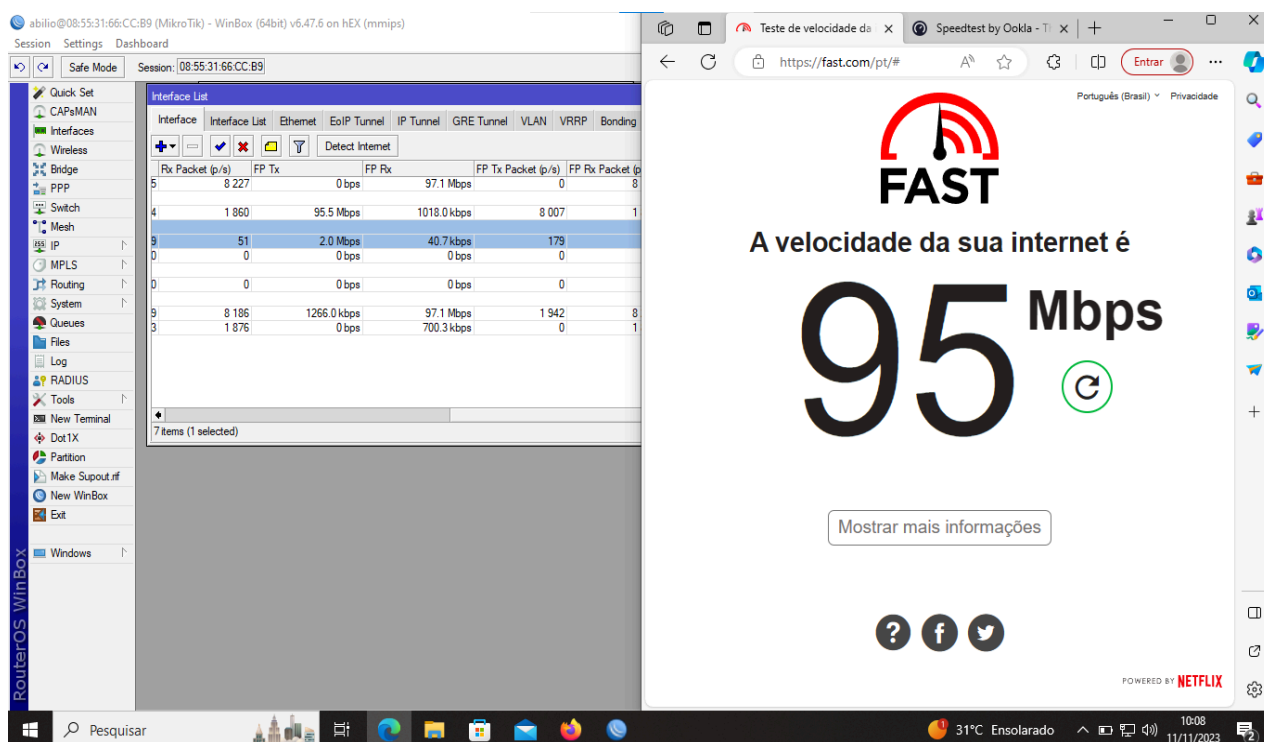 abilio@08:55:31:66:CC:B9 (MikroTik) - WinBox (64bit) v6.47.6 on hEX (mmips)
Session Settings Dashboard
Safe Mode Session: 08:55:31:66:CC:B9
Quick Set
CAPsMAN
Interfaces
Wireless
Bridge
PPP
Switch
Mesh
IP
MPLS
Routing
System
Queues
Files
Log
RADIUS
Tools
New Terminal
Dot1X
Partition
Make Supout.rif
New WinBox
Exit
Windows
RouterOS WinBox
Interface List
Interface Interface List Ethernet EoIP Tunnel IP Tunnel GRE Tunnel VLAN VRRP Bonding
Detect Internet
Rx Packet (p/s) FP Tx FP Rx FP Tx Packet (p/s) FP Rx Packet (p
5 8 227 0 bps 97.1 Mbps 0 8
4 1 860 95.5 Mbps 1018.0 kbps 8 007 1
9 51 2.0 Mbps 40.7 kbps 179
0 0 0 bps 0 bps 0
0 0 0 bps 0 bps 0
9 8 186 1266.0 kbps 97.1 Mbps 1 942 8
3 1 876 0 bps 700.3 kbps 0 1
7 items (1 selected)
Teste de velocidade da Speedtest by Ookla - T
https://fast.com/pt/# Entrar
Português (Brasil) Privacidade
FAST
A velocidade da sua internet é
95 Mbps
Mostrar mais informações
POWERED BY NETFLIX
Pesquisar
1
31°C Ensolarado
10:08
11/11/2023
2